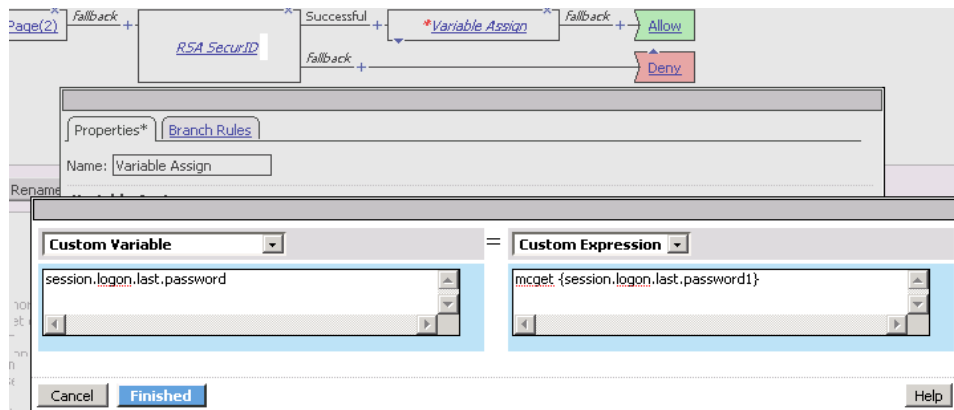 Page(2)
Fallback
+
RSA SecurID
Successful
+
*Variable Assign
Fallback
+
Allow
Fallback
+
Deny
Properties*
Branch Rules
Name: Variable Assign
Rename
Custom Variable
=
Custom Expression
session.logon.last.password
mcget {session.logon.last.password1}
Cancel
Finished
Help